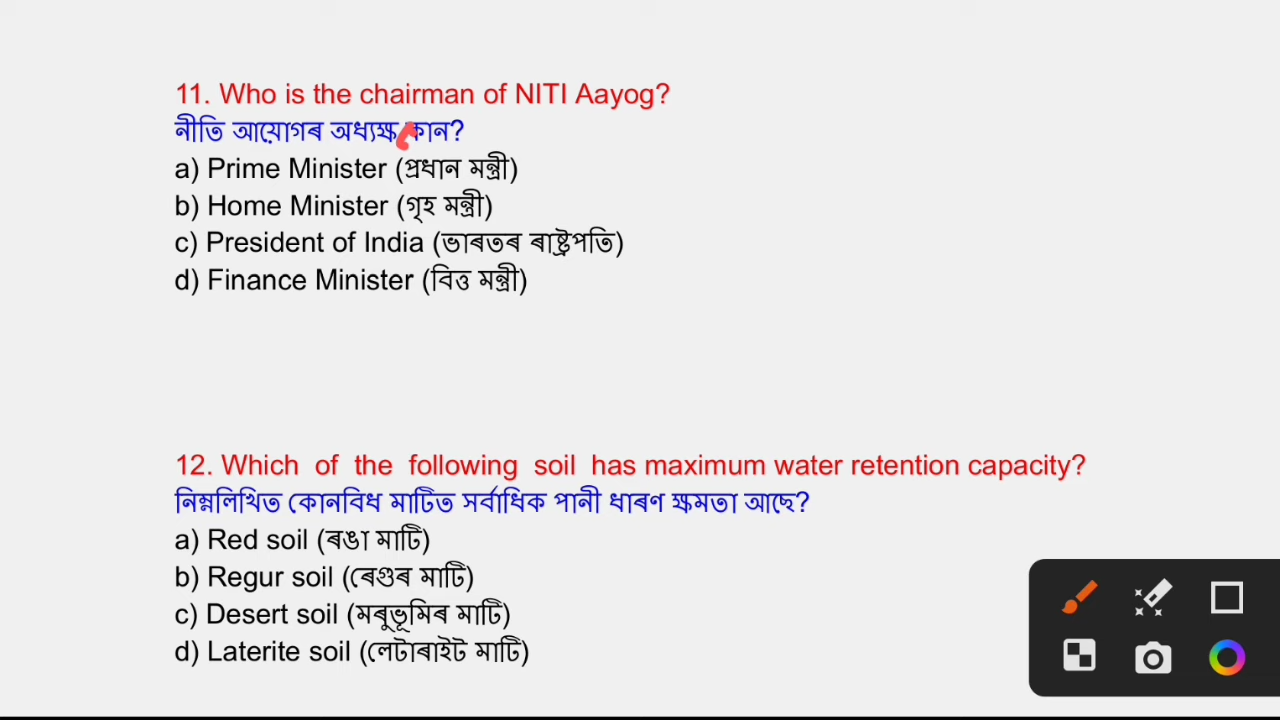 11. Who is the chairman of NITI Aayog?
নীতি আয়োগৰ অধ্যক্ষ কোন?
a) Prime Minister (প্ৰধান মন্ত্ৰী)
b) Home Minister (গৃহ মন্ত্ৰী)
c) President of India (ভাৰতৰ ৰাষ্ট্ৰপতি)
d) Finance Minister (বিত্ত মন্ত্ৰী)
12. Which of the following soil has maximum water retention capacity?
নিম্নলিখিত কোনবিধ মাটিত সৰ্বাধিক পানী ধাৰণ ক্ষমতা আছে?
a) Red soil (ৰঙা মাটি)
b) Regur soil (ৰেগুৰ মাটি)
c) Desert soil (মৰুভূমিৰ মাটি)
d) Laterite soil (লেটাৰাইট মাটি)